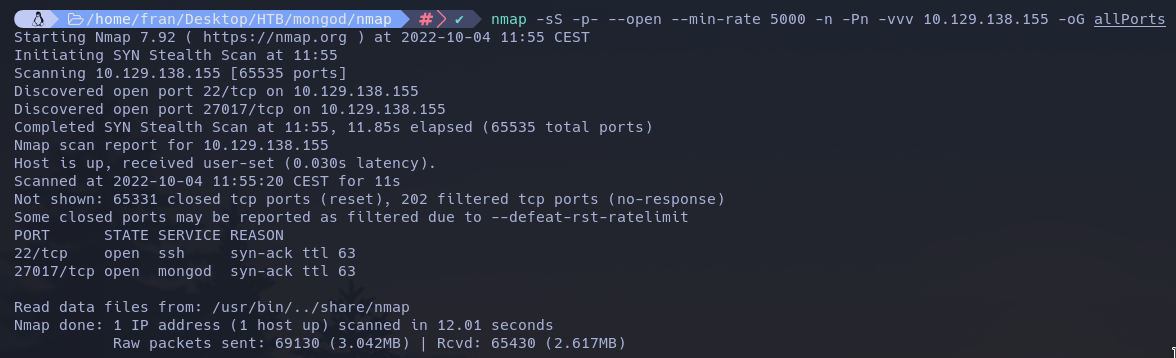 /home/fran/Desktop/HTB/mongod/nmap # ✔ nmap -sS -p- --open --min-rate 5000 -n -Pn -vvv 10.129.138.155 -oG allPorts
Starting Nmap 7.92 ( https://nmap.org ) at 2022-10-04 11:55 CEST
Initiating SYN Stealth Scan at 11:55
Scanning 10.129.138.155 [65535 ports]
Discovered open port 22/tcp on 10.129.138.155
Discovered open port 27017/tcp on 10.129.138.155
Completed SYN Stealth Scan at 11:55, 11.85s elapsed (65535 total ports)
Nmap scan report for 10.129.138.155
Host is up, received user-set (0.030s latency).
Scanned at 2022-10-04 11:55:20 CEST for 11s
Not shown: 65331 closed tcp ports (reset), 202 filtered tcp ports (no-response)
Some closed ports may be reported as filtered due to --defeat-rst-ratelimit
PORT      STATE SERVICE REASON
22/tcp    open  ssh     syn-ack ttl 63
27017/tcp open  mongod  syn-ack ttl 63
Read data files from: /usr/bin/../share/nmap
Nmap done: 1 IP address (1 host up) scanned in 12.01 seconds
Raw packets sent: 69130 (3.042MB) | Rcvd: 65430 (2.617MB)